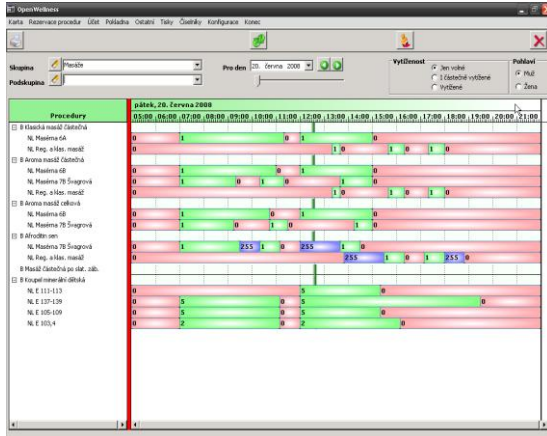 OpenWellness
Karta Rezervace procedur Účet Pokladna Ostatní Tisky Číselníky Konfigurace Konec
Skupina Masáže
Podskupina
Pro den 20. června 2008
Vytíženost
Jen volné
I částečně vytížené
Vytížené
Pohlaví
Muž
Žena
pátek, 20. června 2008
Procedury 05:00 06:00 07:00 08:00 09:00 10:00 11:00 12:00 13:00 14:00 15:00 16:00 17:00 18:00 19:00 20:00 21:00
B Klasická masáž částečná
NL Masérna 6A 0 1 0 1 0
NL Reg. a klas. masáž 0 1 0 1 0 1 0
B Aroma masáž částečná
NL Masérna 6B 0 1 0 1 0
NL Masérna 7B Švagrová 0 1 0 1 0 1 0
NL Reg. a klas. masáž 0 1 0 1 0 1 0
B Aroma masáž celková
NL Masérna 6B 0 1 0 1 0
NL Masérna 7B Švagrová 0 1 0 1 0 1 0
B Afroditin sen
NL Masérna 7B Švagrová 0 1 255 1 0 255 1 0
NL Reg. a klas. masáž 0 255 1 0 1 255 0
B Masáž částečná po slat. záb.
B Koupel minerální dětská
NL E 111-113 0 5 0
NL E 137-139 0 5 0 5 0
NL E 105-109 0 5 0 5 0
NL E 103,4 0 2 0 2 0